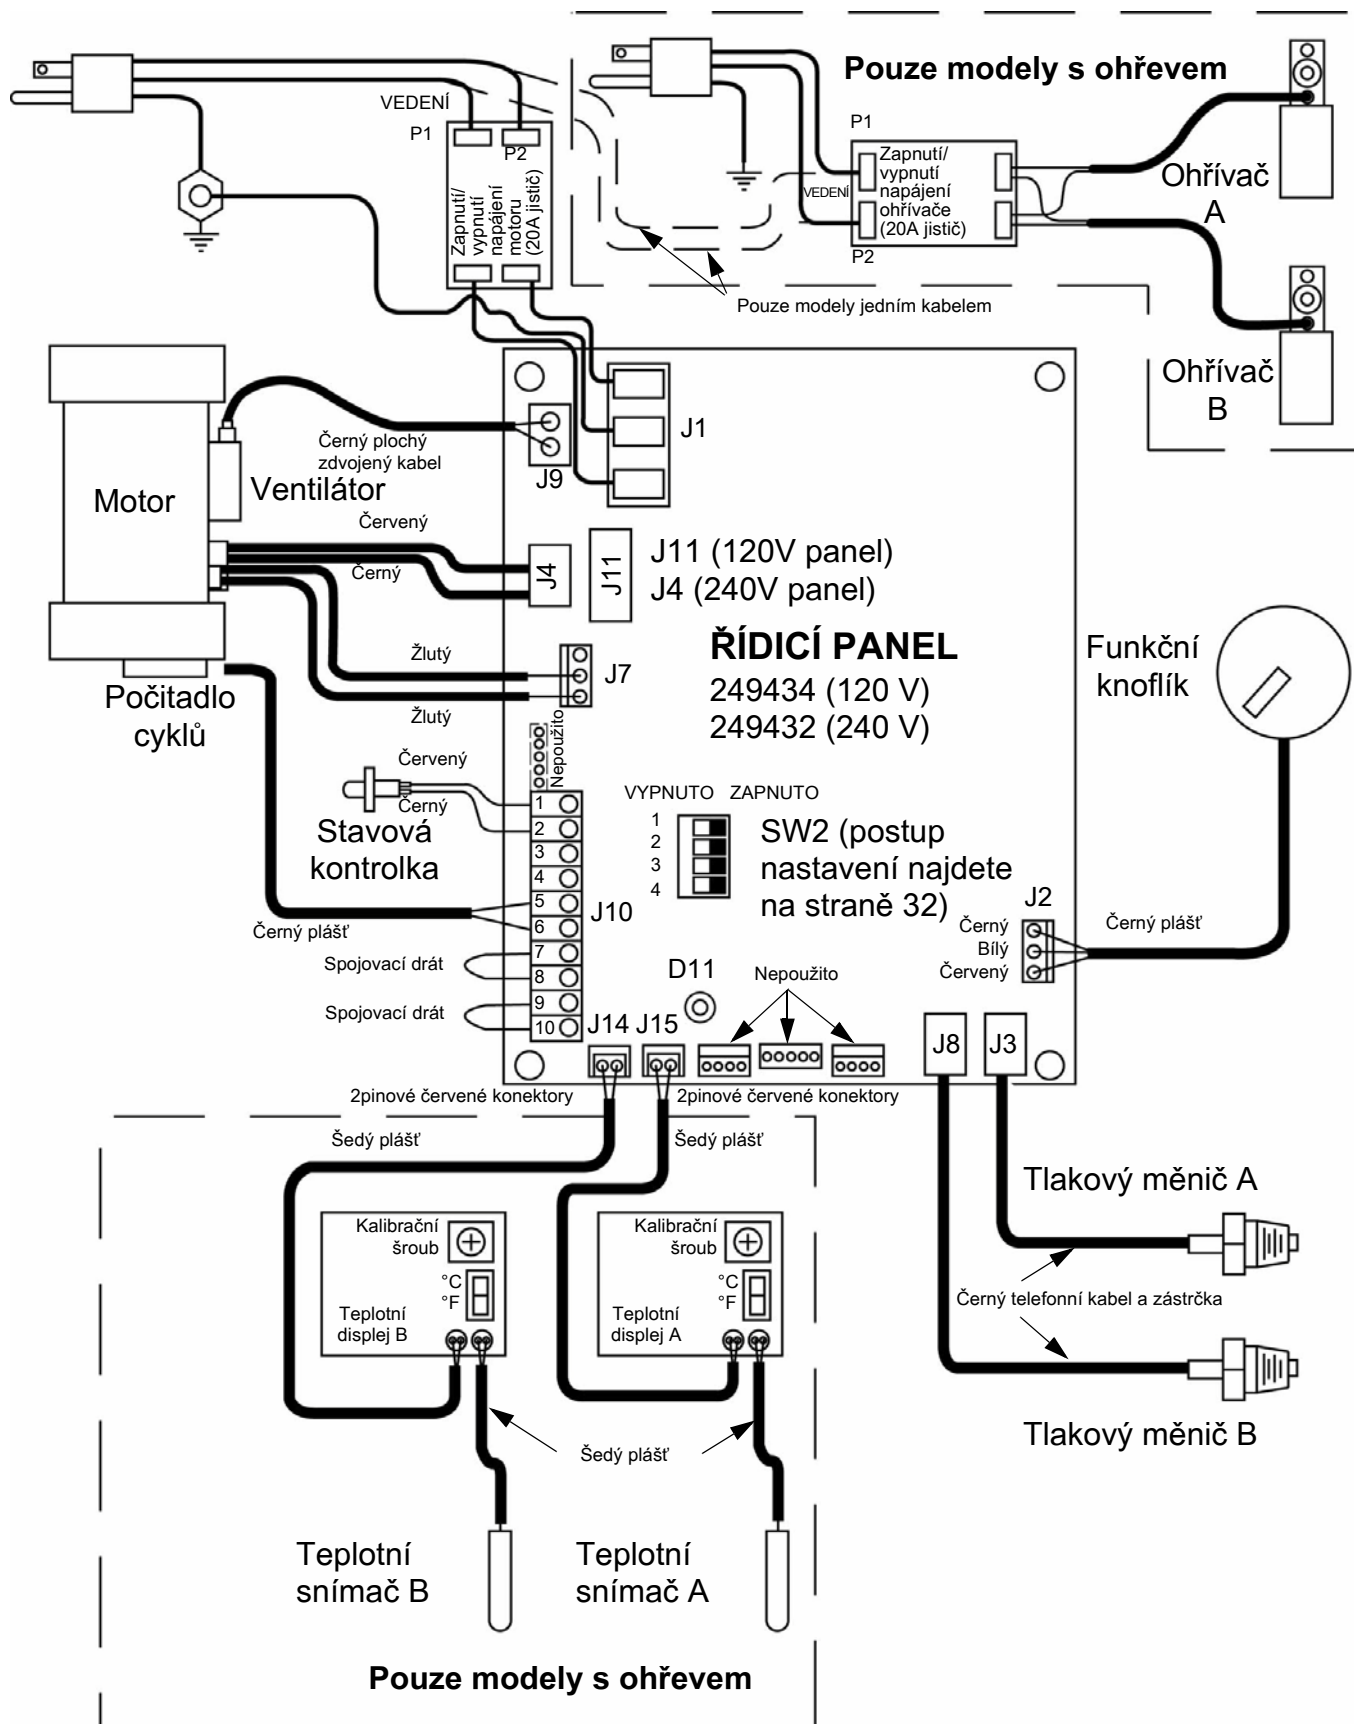 Pouze modely s ohřevem
VEDENÍ
P1
P2
Zapnutí/
vypnutí
napájení
motoru
(20A jistič)
P1
Zapnutí/
vypnutí
napájení
ohřívače
(20A jistič)
VEDENÍ
P2
Ohřívač
A
Pouze modely jedním kabelem
Ohřívač
B
Motor
Černý plochý
zdvojený kabel
Ventilátor
J9
J1
Červený
Černý
J4
J11
J11 (120V panel)
J4 (240V panel)
ŘÍDICÍ PANEL
249434 (120 V)
249432 (240 V)
Funkční
knoflík
Žlutý
J7
Žlutý
Počitadlo
cyklů
Nepoužito
Červený
Černý
Stavová
kontrolka
1
2
3
4
5
6
7
8
9
10
J10
VYPNUTO ZAPNUTO
1
2
3
4
SW2 (postup
nastavení najdete
na straně 32)
J2
Černý
Bílý
Červený
Černý plášť
Černý plášť
Spojovací drát
Spojovací drát
D11
Nepoužito
J14 J15
J8
J3
2pinové červené konektory
2pinové červené konektory
Šedý plášť
Šedý plášť
Tlakový měnič A
Kalibrační
šroub
°C
°F
Teplotní
displej B
Kalibrační
šroub
°C
°F
Teplotní
displej A
Černý telefonní kabel a zástrčka
Tlakový měnič B
Šedý plášť
Teplotní
snímač B
Teplotní
snímač A
Pouze modely s ohřevem